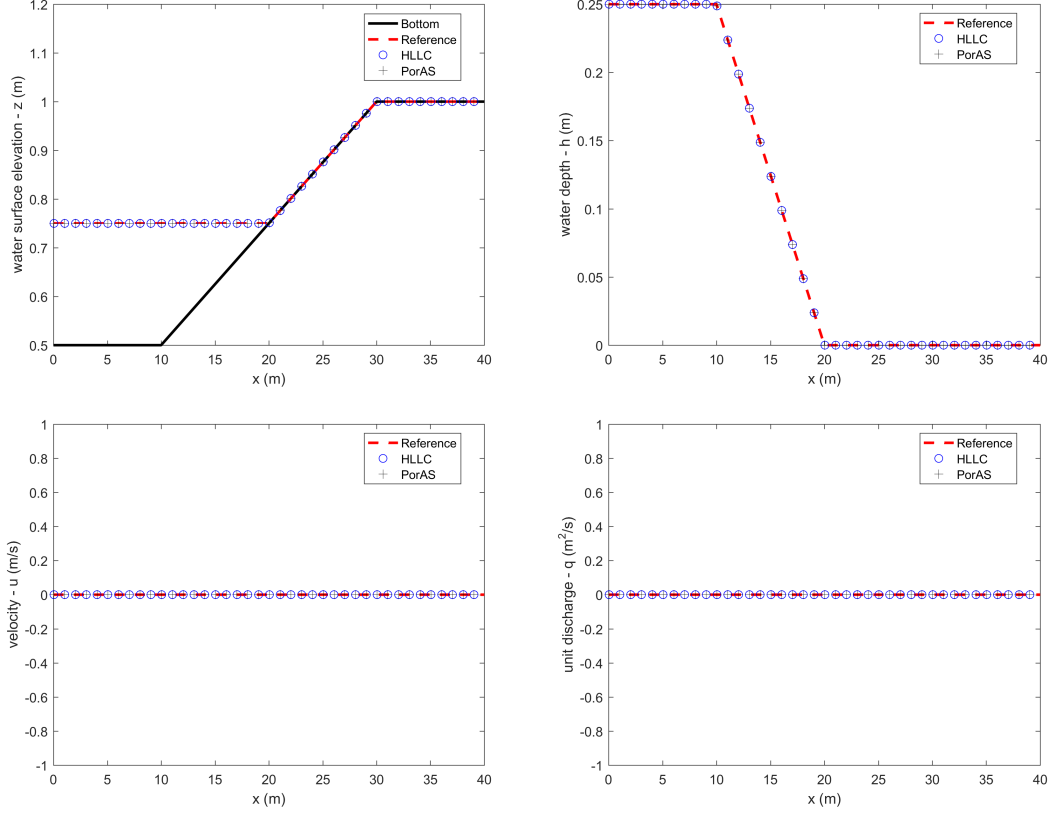 1.2
1.1
1
0.9
0.8
0.7
0.6
0.5
water surface elevation - z (m)
Bottom
Reference
HLLC
PorAS
0 5 10 15 20 25 30 35 40
x (m)
0.25
0.2
0.15
0.1
0.05
0
water depth - h (m)
Reference
HLLC
PorAS
0 5 10 15 20 25 30 35 40
x (m)
1
0.8
0.6
0.4
0.2
0
-0.2
-0.4
-0.6
-0.8
-1
velocity - u (m/s)
Reference
HLLC
PorAS
0 5 10 15 20 25 30 35 40
x (m)
1
0.8
0.6
0.4
0.2
0
-0.2
-0.4
-0.6
-0.8
-1
unit discharge - q (m²/s)
Reference
HLLC
PorAS
0 5 10 15 20 25 30 35 40
x (m)